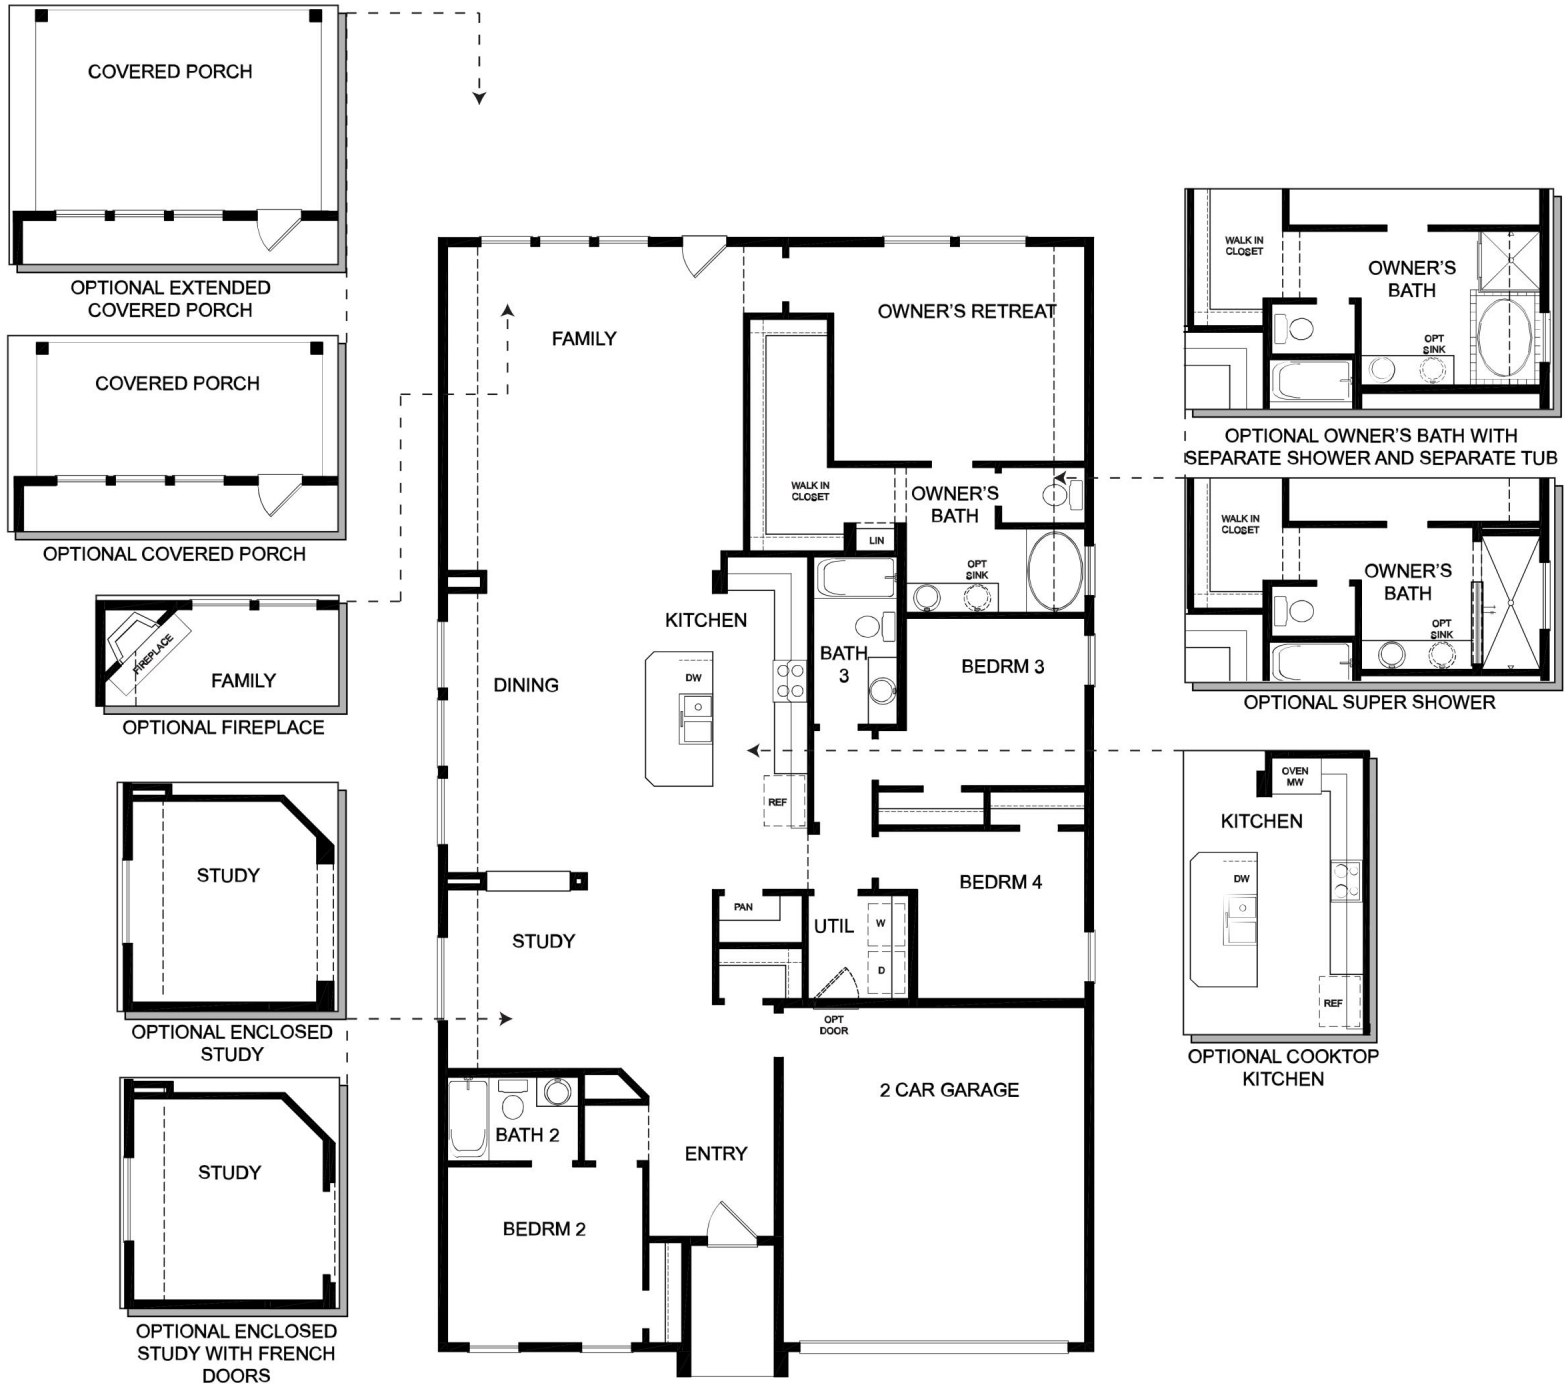 COVERED PORCH
OPTIONAL EXTENDED
COVERED PORCH
COVERED PORCH
OPTIONAL COVERED PORCH
FIREPLACE
FAMILY
OPTIONAL FIREPLACE
STUDY
OPTIONAL ENCLOSED
STUDY
STUDY
OPTIONAL ENCLOSED
STUDY WITH FRENCH
DOORS
FAMILY
OWNER'S RETREAT
WALK IN
CLOSET
OWNER'S
BATH
LIN
OPT
SINK
KITCHEN
DW
BATH
3
BEDRM 3
DINING
REF
BEDRM 4
PAN
UTIL
W
D
STUDY
OPT
DOOR
2 CAR GARAGE
BATH 2
ENTRY
BEDRM 2
WALK IN
CLOSET
OWNER'S
BATH
OPT
SINK
OPTIONAL OWNER'S BATH WITH
SEPARATE SHOWER AND SEPARATE TUB
WALK IN
CLOSET
OWNER'S
BATH
OPT
SINK
OPTIONAL SUPER SHOWER
OVEN
MW
KITCHEN
DW
REF
OPTIONAL COOKTOP
KITCHEN